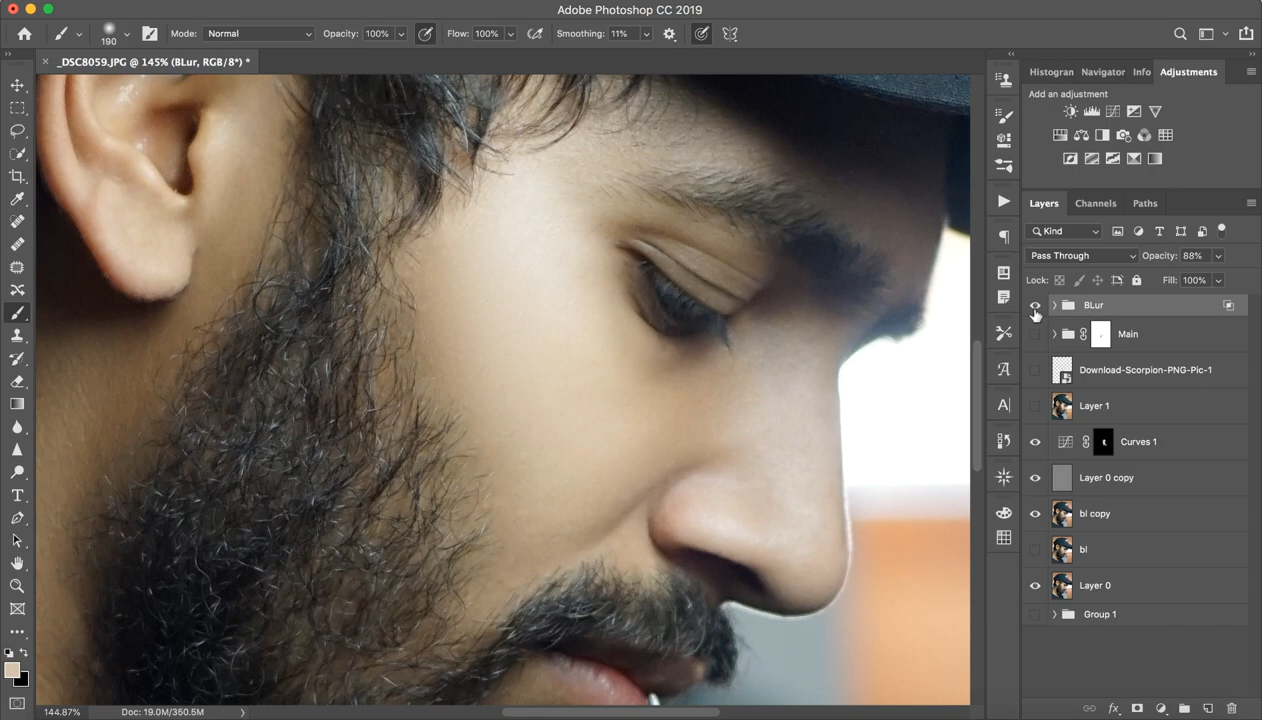 Adobe Photoshop CC 2019
190
Mode: Normal Opacity: 100% Flow: 100% Smoothing: 11%
_DSC8059.JPG @ 145% (BLur, RGB/8*) *
Histogran Navigator Info Adjustments
Add an adjustment
Layers Channels Paths
Kind
Pass Through Opacity: 88%
Lock: Fill: 100%
BLur
Main
Download-Scorpion-PNG-Pic-1
Layer 1
Curves 1
Layer 0 copy
bl copy
bl
Layer 0
Group 1
144.87% Doc: 19.0M/350.5M